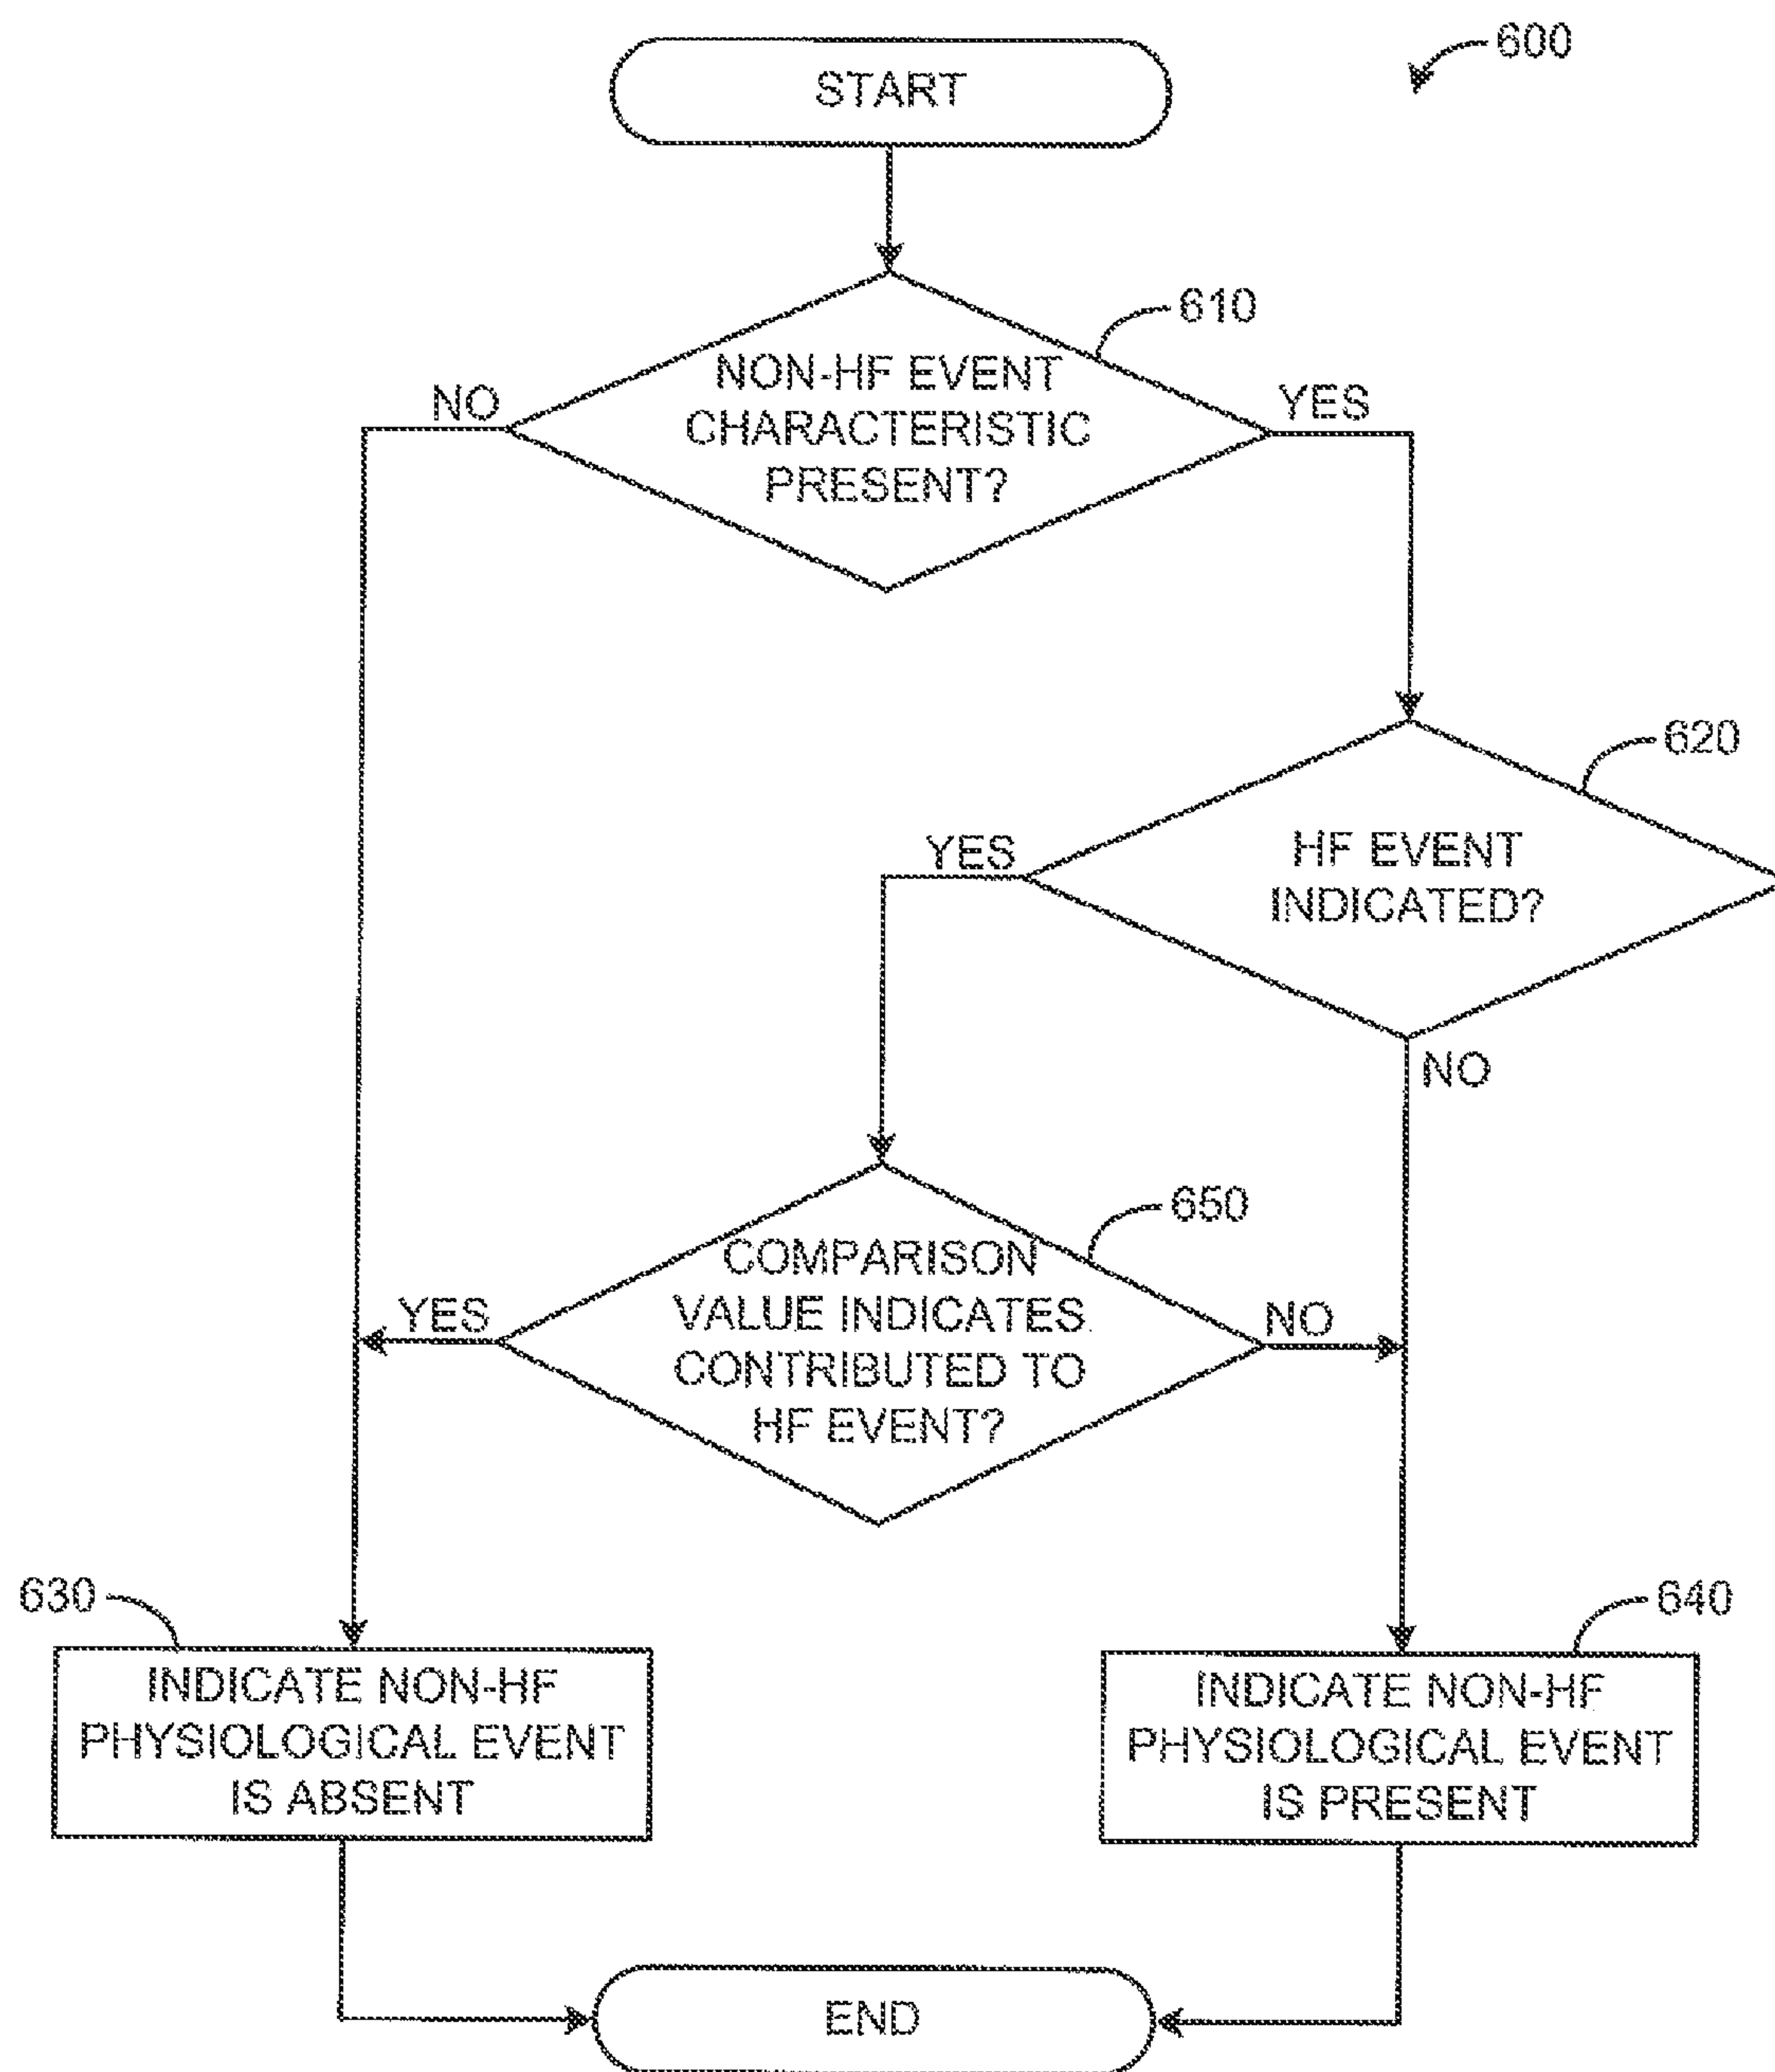 600
START
610
NON-HF EVENT
CHARACTERISTIC
PRESENT?
NO
YES
620
HF EVENT
INDICATED?
YES
NO
650
COMPARISON
VALUE INDICATES
CONTRIBUTED TO
HF EVENT?
YES
NO
630
INDICATE NON-HF
PHYSIOLOGICAL EVENT
IS ABSENT
640
INDICATE NON-HF
PHYSIOLOGICAL EVENT
IS PRESENT
END